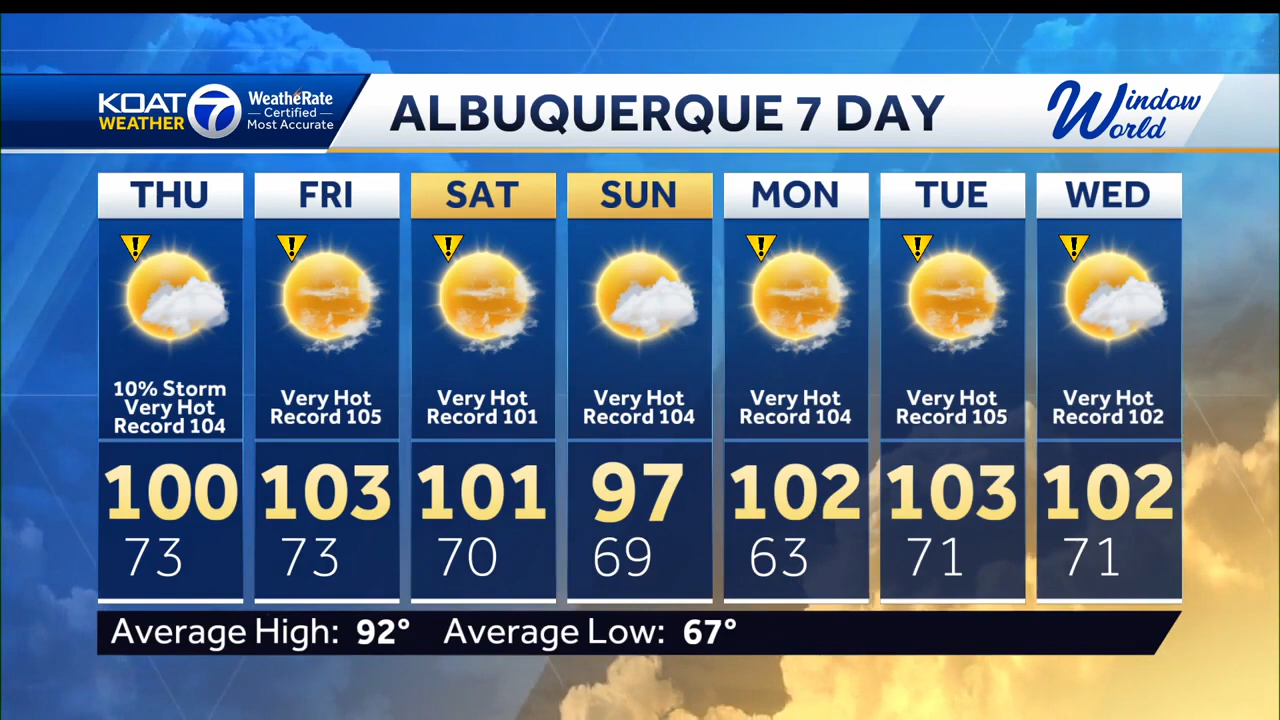 KOAT
WEATHER
7
WeatheRate
Certified
Most Accurate
ALBUQUERQUE 7 DAY
Window
World
THU
FRI
SAT
SUN
MON
TUE
WED
!
!
!
!
!
!
10% Storm
Very Hot
Record 104
Very Hot
Record 105
Very Hot
Record 101
Very Hot
Record 104
Very Hot
Record 104
Very Hot
Record 105
Very Hot
Record 102
100 103 101 97 102 103 102
73 73 70 69 63 71 71
Average High: 92° Average Low: 67°